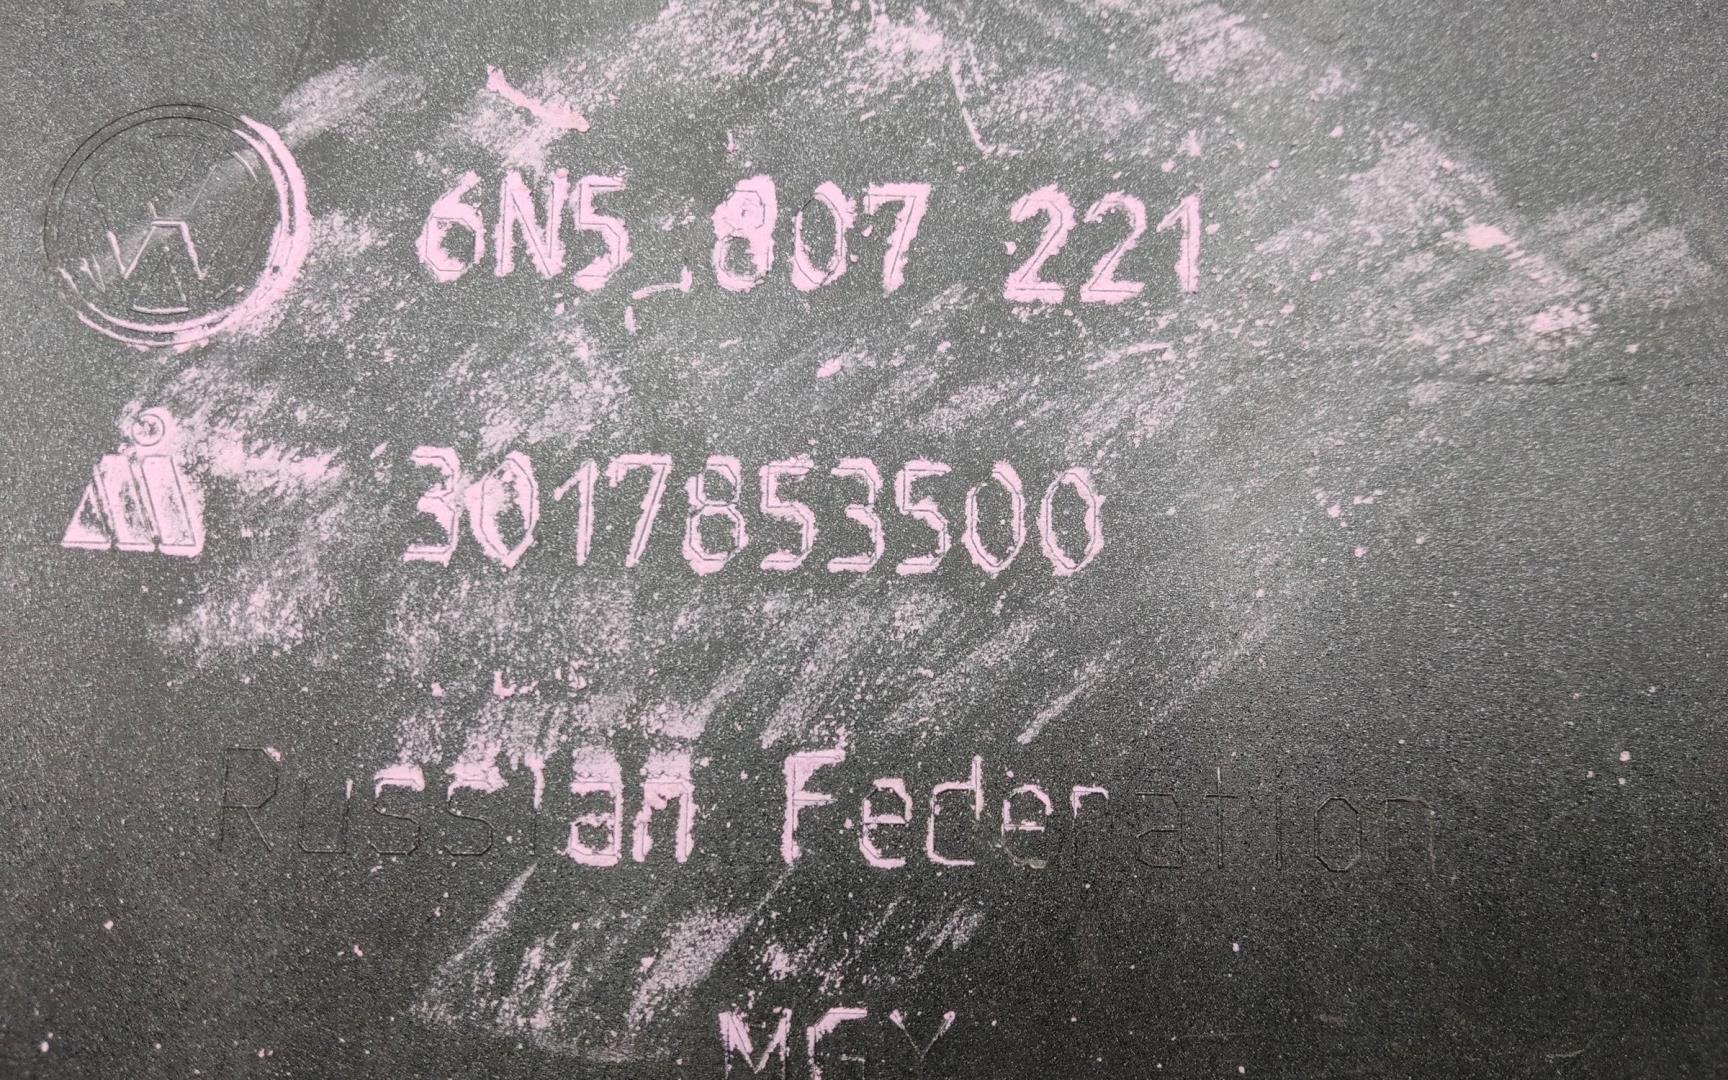 6N5 807 221
3017853500
Russian Federation